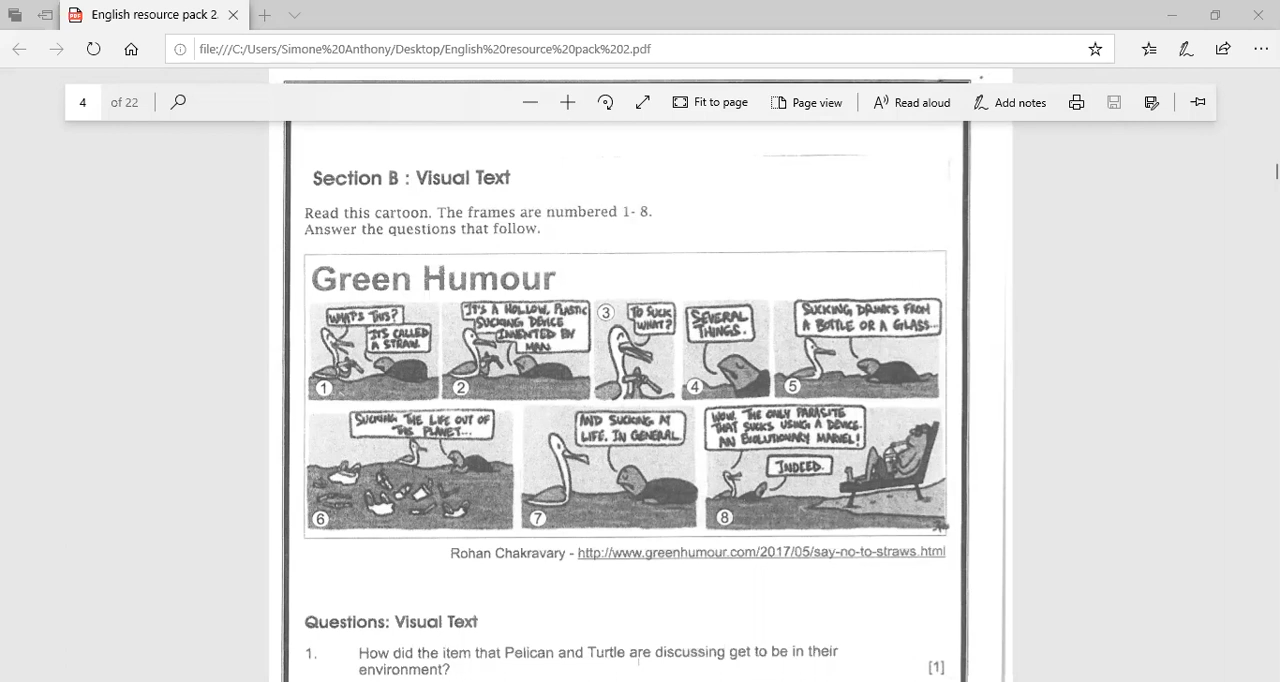 English resource pack 2.
file:///C:/Users/Simone%20Anthony/Desktop/English%20resource%20pack%202.pdf
4 of 22
Fit to page
Page view
Read aloud
Add notes
Section B : Visual Text
Read this cartoon. The frames are numbered 1- 8.
Answer the questions that follow.
Green Humour
WHAT'S THIS?
IT'S CALLED
A STRAW.
1
IT'S A HOLLOW, PLASTIC
SUCKING DEVICE
INVENTED BY
MAN.
2
3
TO SUCK
WHAT?
SEVERAL
THINGS.
4
SUCKING DRINKS FROM
A BOTTLE OR A GLASS...
5
SUCKING THE LIFE OUT OF
THE PLANET...
6
AND SUCKING AT
LIFE. IN GENERAL.
7
WOW. THE ONLY PARASITE
THAT SUCKS USING A DEVICE.
AN EVOLUTIONARY MARVEL!
INDEED.
8
Rohan Chakravary - http://www.greenhumour.com/2017/05/say-no-to-straws.html
Questions: Visual Text
1. How did the item that Pelican and Turtle are discussing get to be in their
environment? [1]